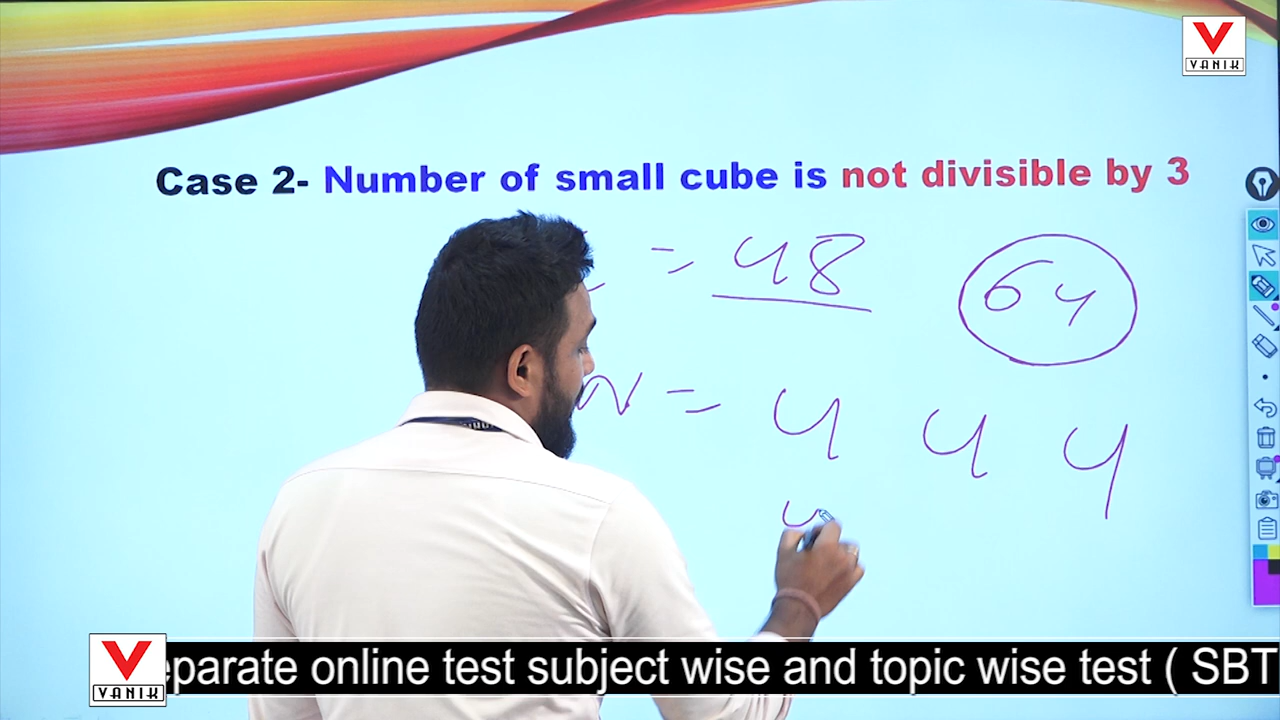 VANIK
Case 2- Number of small cube is not divisible by 3
= 48 64
= 4 4 4
VANIK
eparate online test subject wise and topic wise test ( SBT